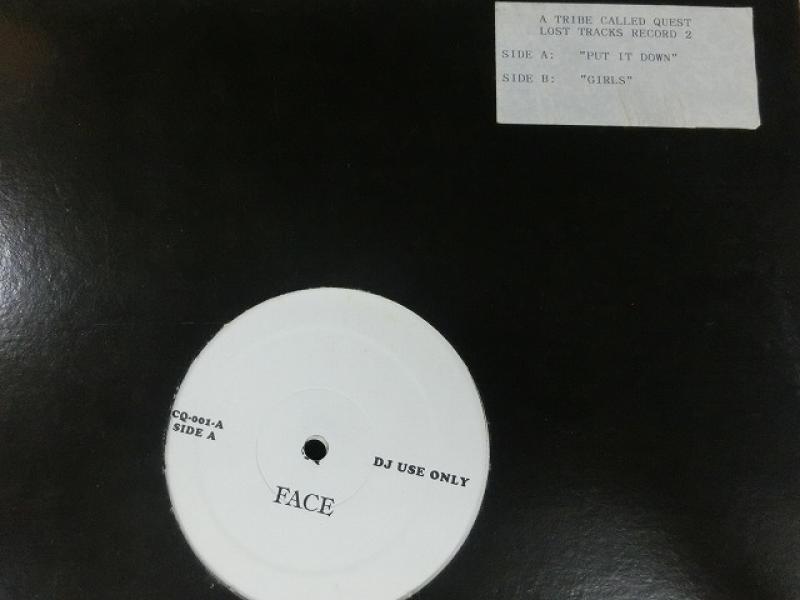 A TRIBE CALLED QUEST
LOST TRACKS RECORD 2
SIDE A: "PUT IT DOWN"
SIDE B: "GIRLS"
CQ-001-A
SIDE A
DJ USE ONLY
FACE